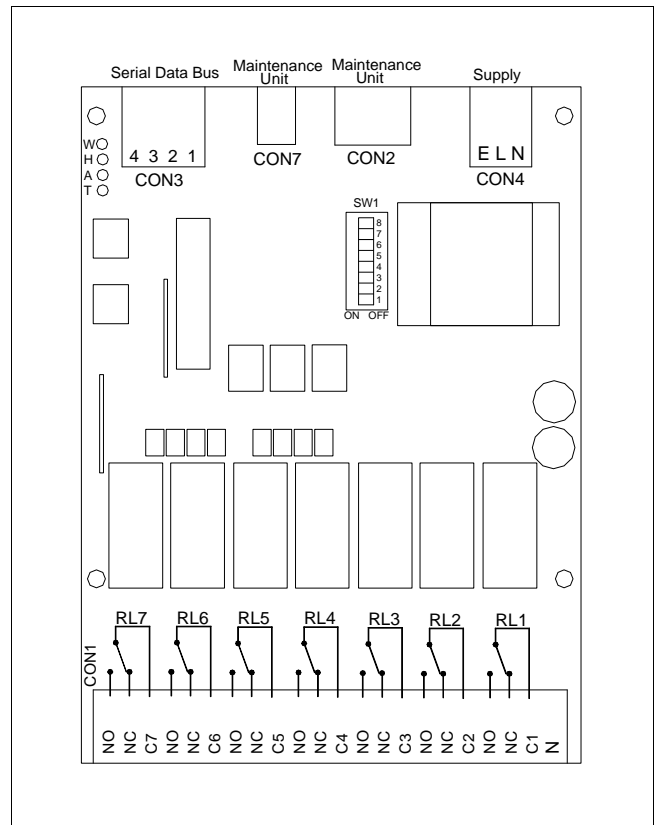 Serial Data Bus
Maintenance
Unit
Maintenance
Unit
Supply
W
H
A
T
4 3 2 1
CON3
CON7
CON2
E L N
CON4
SW1
8
7
6
5
4
3
2
1
ON OFF
RL7 RL6 RL5 RL4 RL3 RL2 RL1
CON1
NO NC C7 NO NC C6 NO NC C5 NO NC C4 NO NC C3 NO NC C2 NO NC C1 N